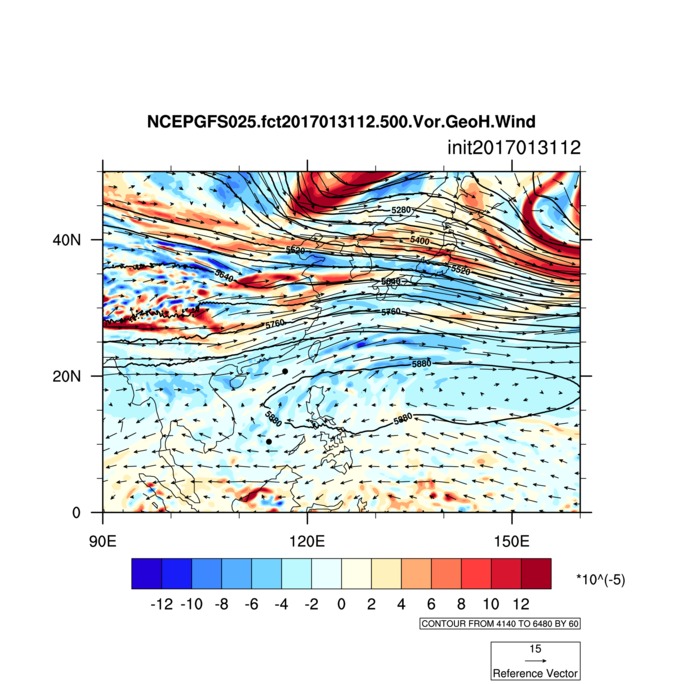 NCEPGFS025.fct2017013112.500.Vor.GeoH.Wind
init2017013112
5280
40N
5400
5520
5520
5640
5760
5760
5880
20N
5880
5880
0
90E 120E 150E
*10^(-5)
-12 -10 -8 -6 -4 -2 0 2 4 6 8 10 12
CONTOUR FROM 4140 TO 6480 BY 60
15
Reference Vector